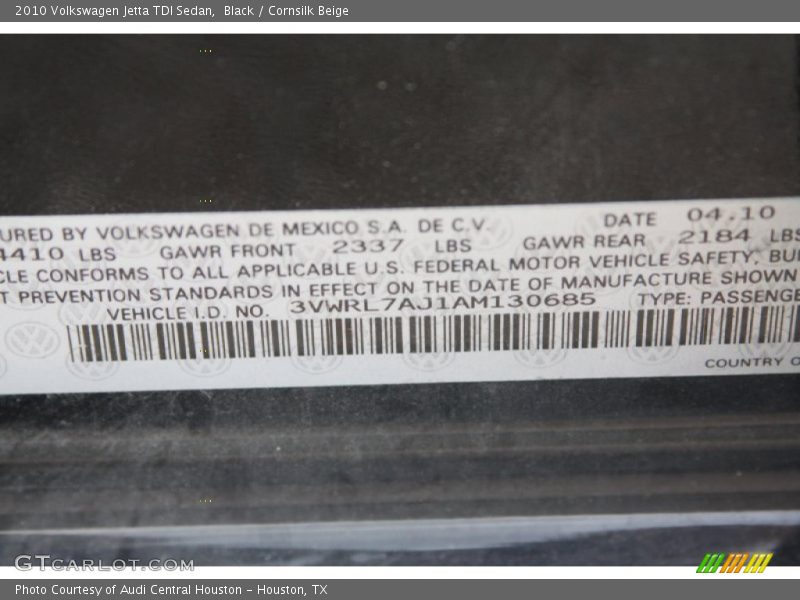 2010 Volkswagen Jetta TDI Sedan, Black / Cornsilk Beige
URED BY VOLKSWAGEN DE MEXICO S.A. DE C.V. DATE 04.10
4410 LBS GAWR FRONT 2337 LBS GAWR REAR 2184 LBS
CLE CONFORMS TO ALL APPLICABLE U.S. FEDERAL MOTOR VEHICLE SAFETY, BU
T PREVENTION STANDARDS IN EFFECT ON THE DATE OF MANUFACTURE SHOWN
VEHICLE I.D. NO. 3VWRL7AJ1AM130685 TYPE: PASSENGE
COUNTRY O
GTCARLOT.COM
Photo Courtesy of Audi Central Houston - Houston, TX